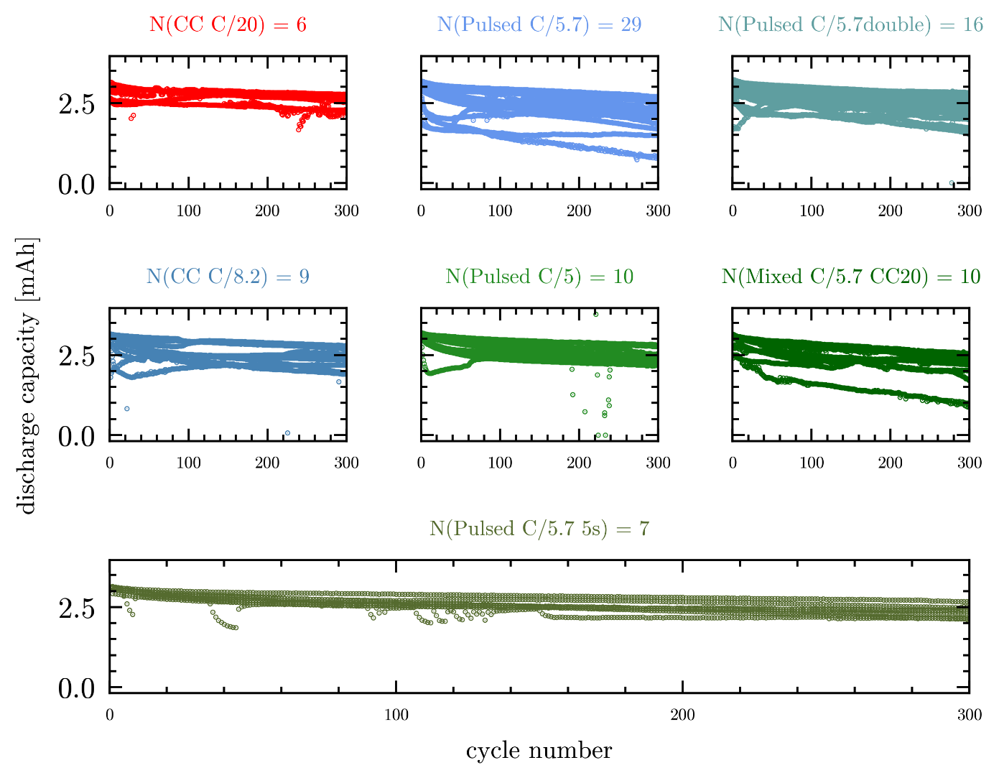 N(CC C/20) = 6
N(Pulsed C/5.7) = 29
N(Pulsed C/5.7double) = 16
2.5
0.0
0 100 200 300
0 100 200 300
0 100 200 300
discharge capacity [mAh]
N(CC C/8.2) = 9
N(Pulsed C/5) = 10
N(Mixed C/5.7 CC20) = 10
2.5
0.0
0 100 200 300
0 100 200 300
0 100 200 300
N(Pulsed C/5.7 5s) = 7
2.5
0.0
0 100 200 300
cycle number